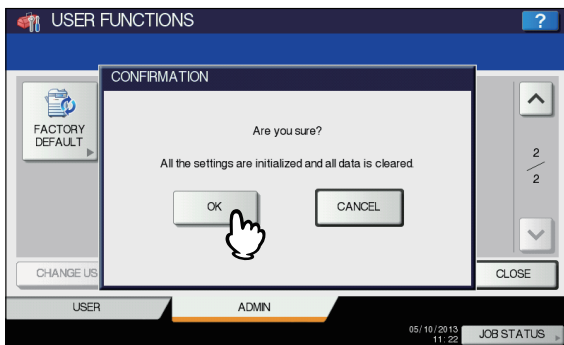 USER FUNCTIONS
?
CONFIRMATION
FACTORY
DEFAULT
Are you sure?
All the settings are initialized and all data is cleared.
OK
CANCEL
2
2
CHANGE US
CLOSE
USER
ADMIN
05/10/2013
11:22
JOB STATUS